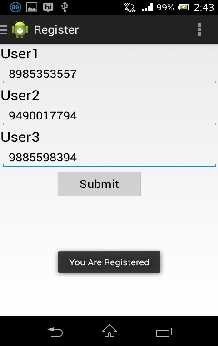 99% 2:43
Register
User1
8985353557
User2
9490017794
User3
9885598394
Submit
You Are Registered